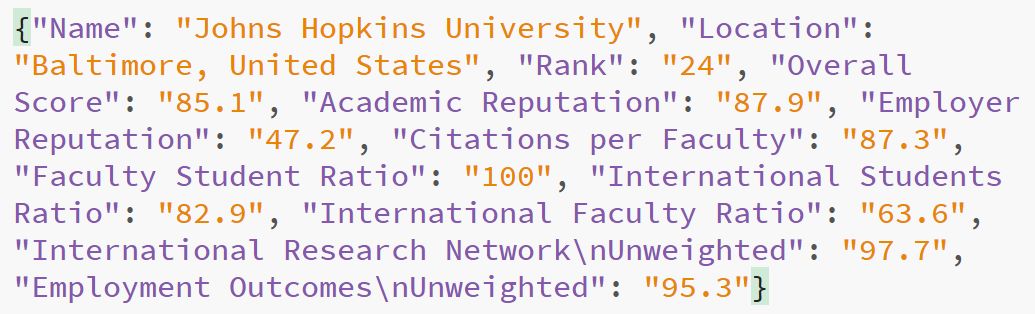 {"Name": "Johns Hopkins University", "Location":
"Baltimore, United States", "Rank": "24", "Overall
Score": "85.1", "Academic Reputation": "87.9", "Employer
Reputation": "47.2", "Citations per Faculty": "87.3",
"Faculty Student Ratio": "100", "International Students
Ratio": "82.9", "International Faculty Ratio": "63.6",
"International Research Network\nUnweighted": "97.7",
"Employment Outcomes\nUnweighted": "95.3"}